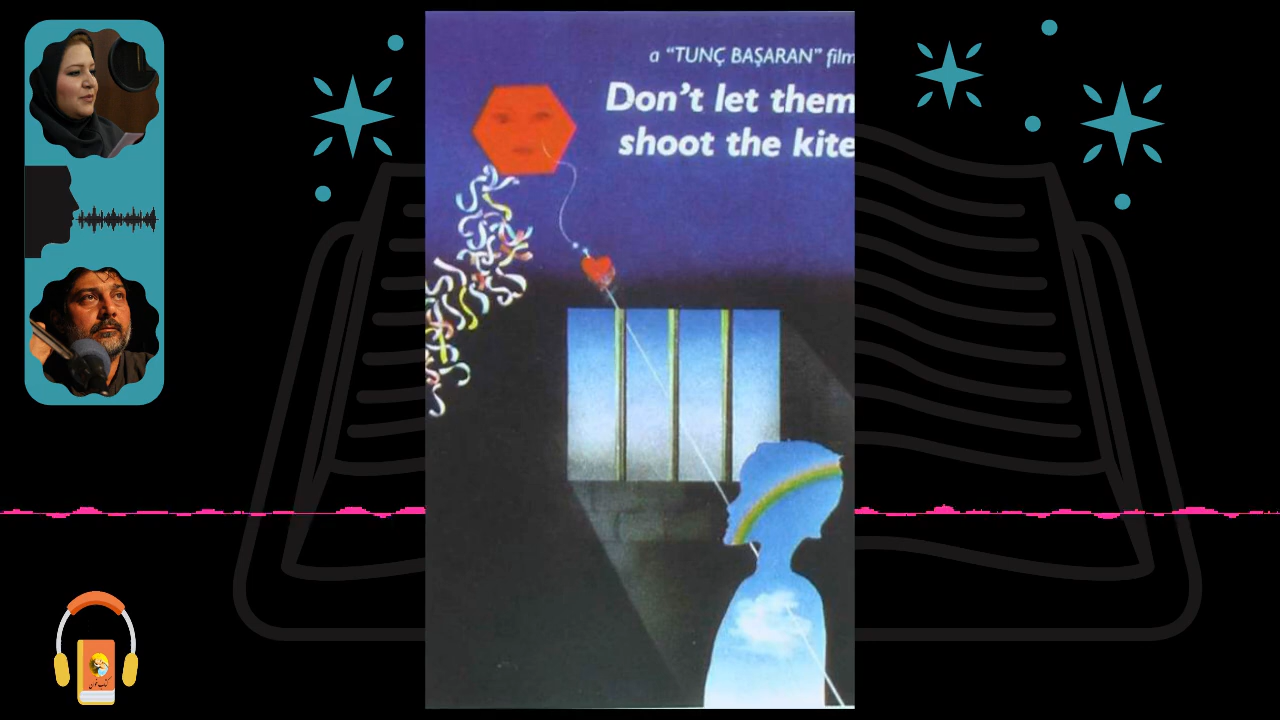 a “TUNÇ BAŞARAN” film
Don’t let them
shoot the kite